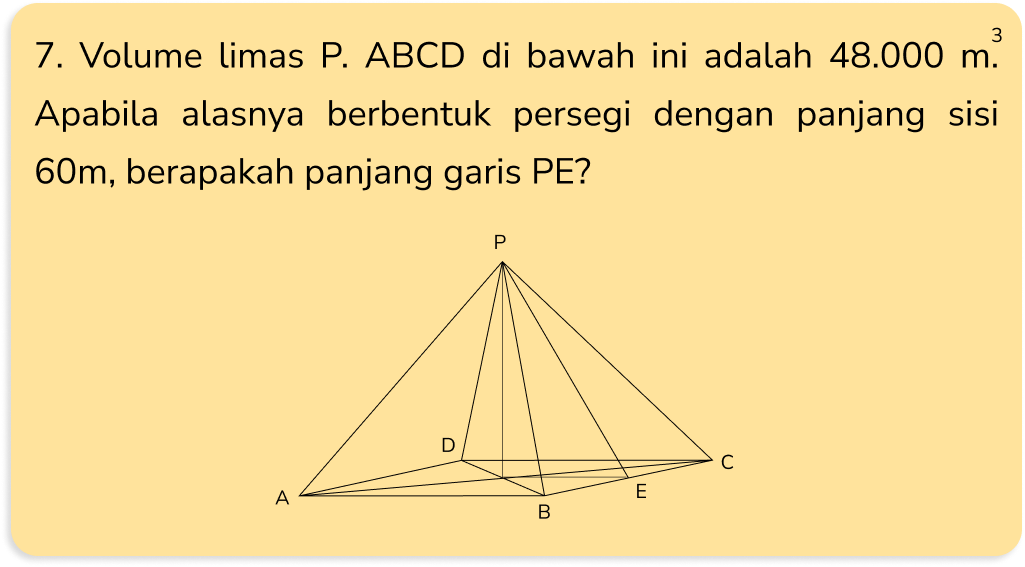 7. Volume limas P. ABCD di bawah ini adalah 48.000 m³.
Apabila alasnya berbentuk persegi dengan panjang sisi
60m, berapakah panjang garis PE?
P
D
C
A
E
B